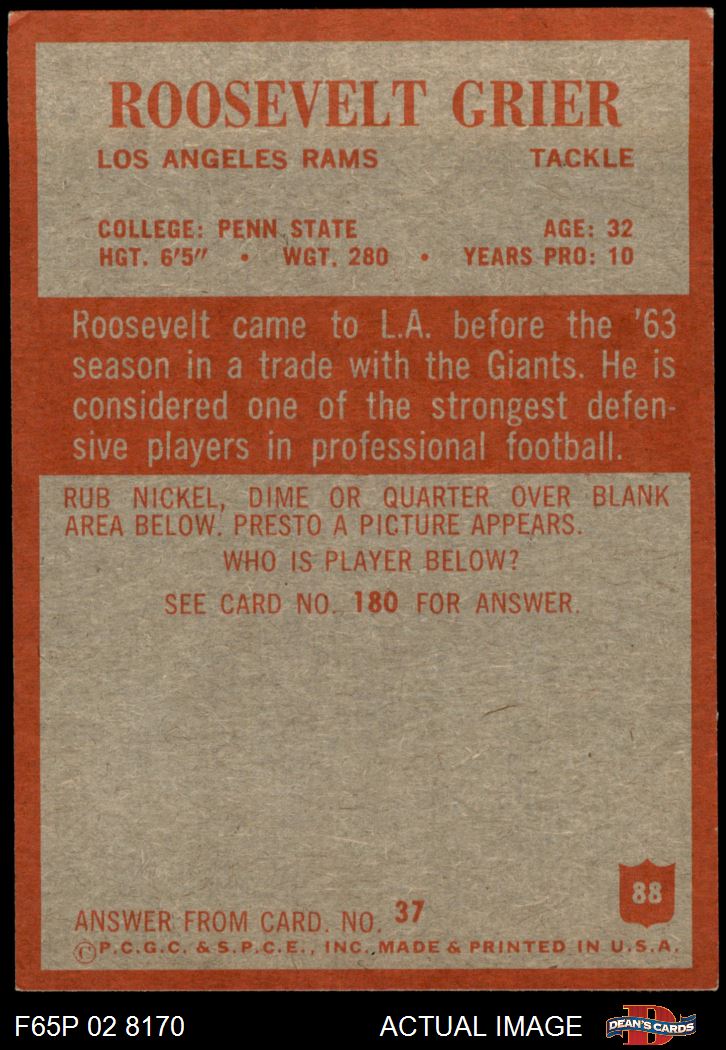 ROOSEVELT GRIER
LOS ANGELES RAMS TACKLE
COLLEGE: PENN STATE AGE: 32
HGT. 6'5" • WGT. 280 • YEARS PRO: 10
Roosevelt came to L.A. before the '63
season in a trade with the Giants. He is
considered one of the strongest defen-
sive players in professional football.
RUB NICKEL, DIME OR QUARTER OVER BLANK
AREA BELOW. PRESTO A PICTURE APPEARS.
WHO IS PLAYER BELOW?
SEE CARD NO. 180 FOR ANSWER.
88
ANSWER FROM CARD. NO. 37
©P.C.G.C. & S.P.C.E., INC. MADE & PRINTED IN U.S.A.
F65P 02 8170 ACTUAL IMAGE D DEAN'S CARDS